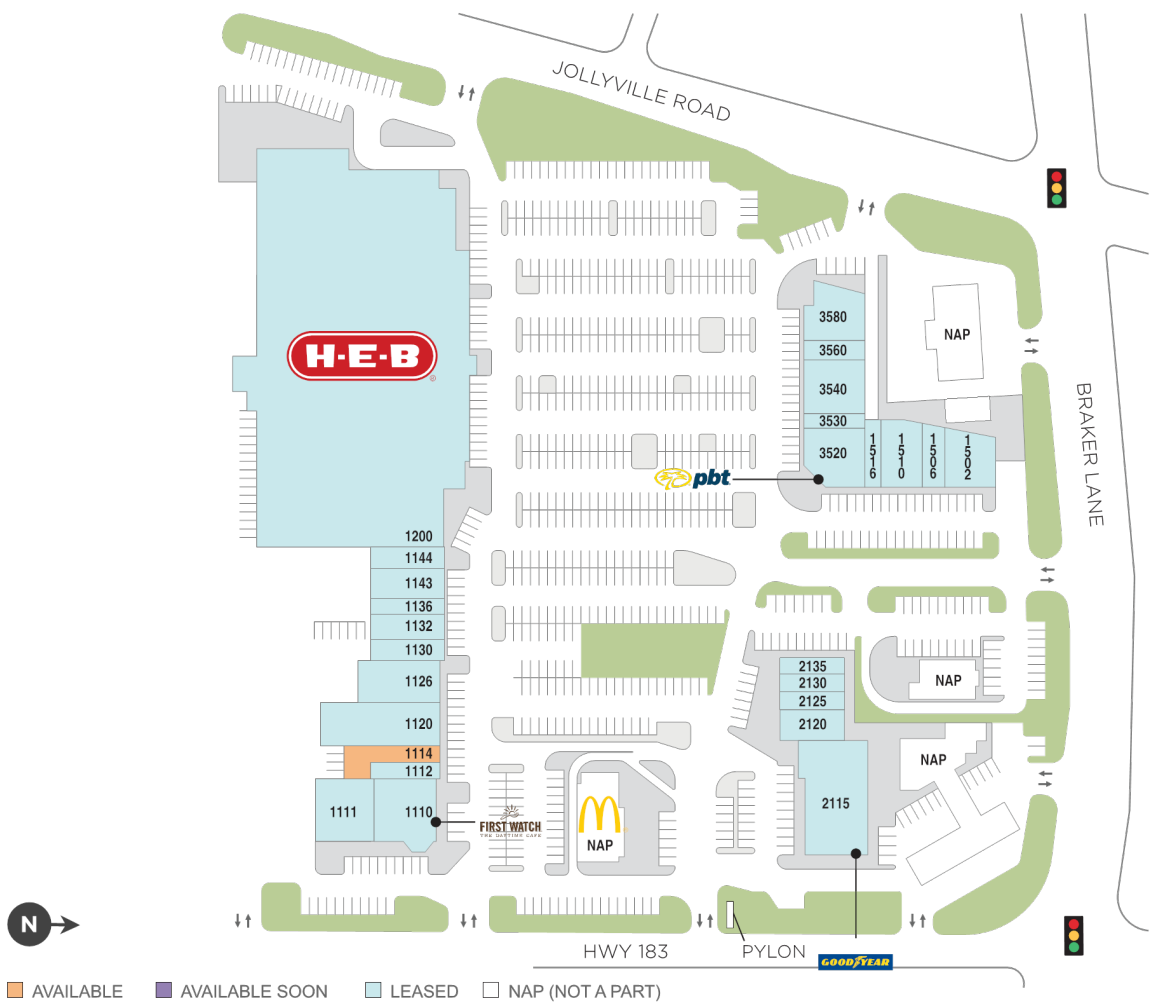 JOLLYVILLE ROAD
H-E-B
®
3580
3560
3540
3530
3520
NAP
1516
1510
1506
1502
BRAKER LANE
pbt
1200
1144
1143
1136
1132
1130
1126
1120
1114
1112
1111
1110
FIRST WATCH
THE DAYTIME CAFE
NAP
2135
2130
2125
2120
2115
NAP
NAP
N
HWY 183
PYLON
GOODYEAR
AVAILABLE
AVAILABLE SOON
LEASED
NAP (NOT A PART)